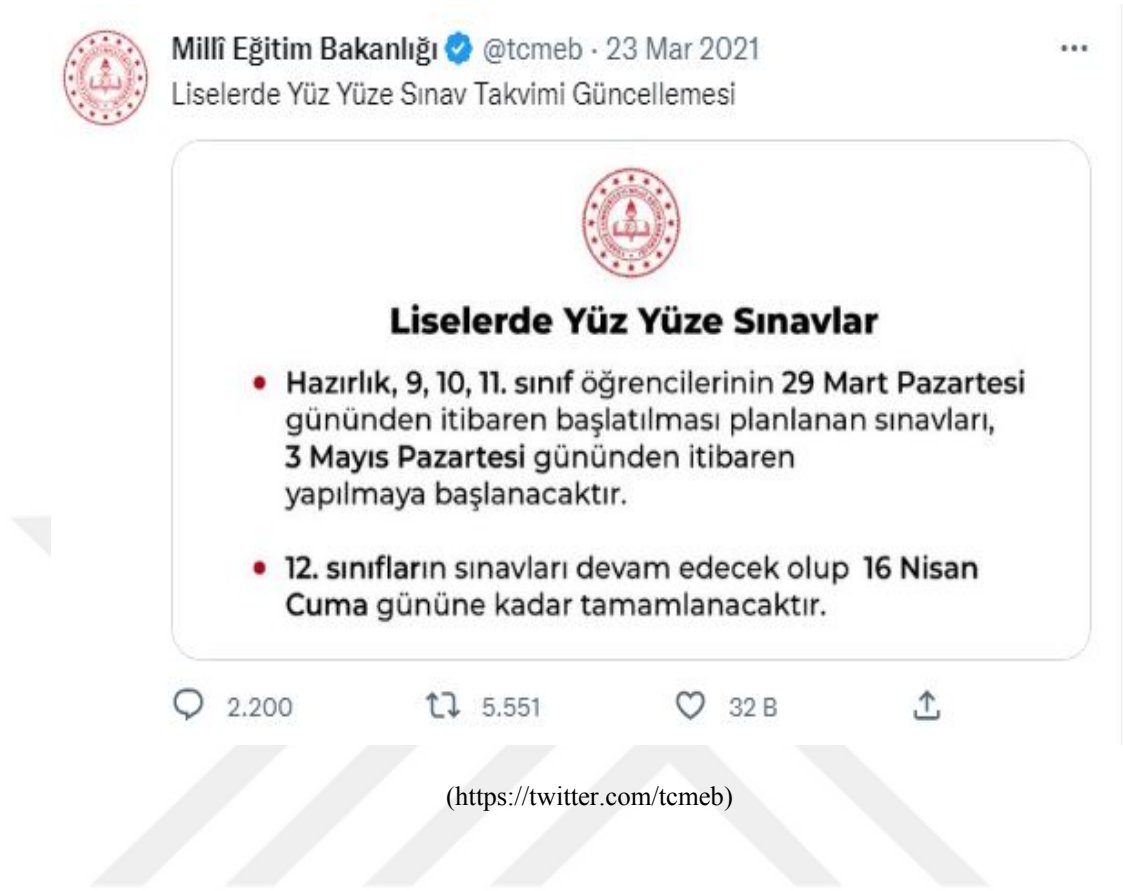 Millî Eğitim Bakanlığı @tcmeb · 23 Mar 2021
Liselerde Yüz Yüze Sınav Takvimi Güncellemesi
Liselerde Yüz Yüze Sınavlar
• Hazırlık, 9, 10, 11. sınıf öğrencilerinin 29 Mart Pazartesi
gününden itibaren başlatılması planlanan sınavları,
3 Mayıs Pazartesi gününden itibaren
yapılmaya başlanacaktır.
• 12. sınıfların sınavları devam edecek olup 16 Nisan
Cuma gününe kadar tamamlanacaktır.
2.200 5.551 32 B
(https://twitter.com/tcmeb)